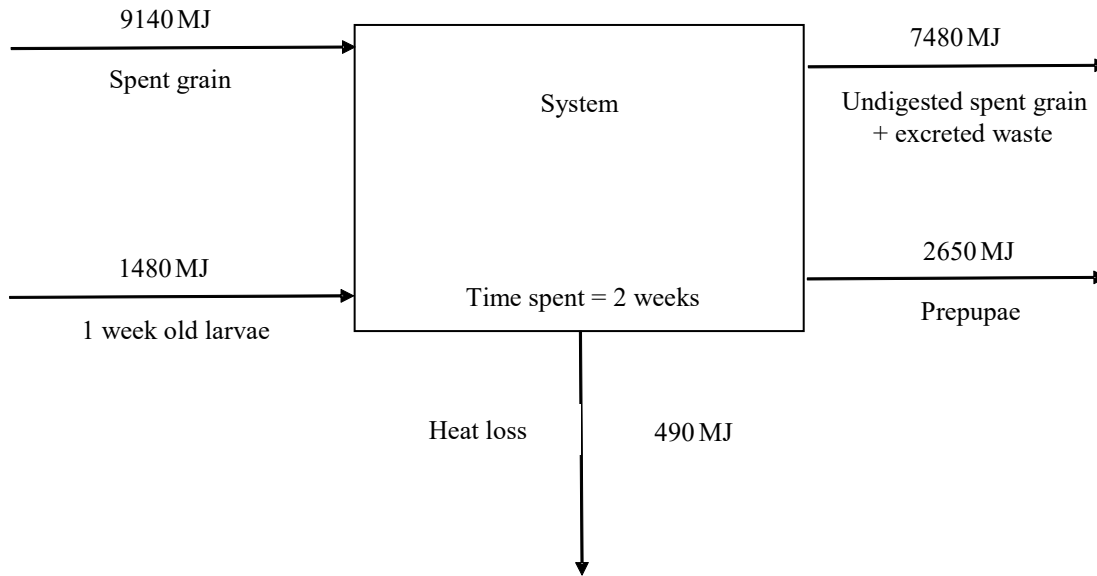 9140 MJ
Spent grain
System
7480 MJ
Undigested spent grain
+ excreted waste
1480 MJ
1 week old larvae
Time spent = 2 weeks
2650 MJ
Prepupae
Heat loss
490 MJ